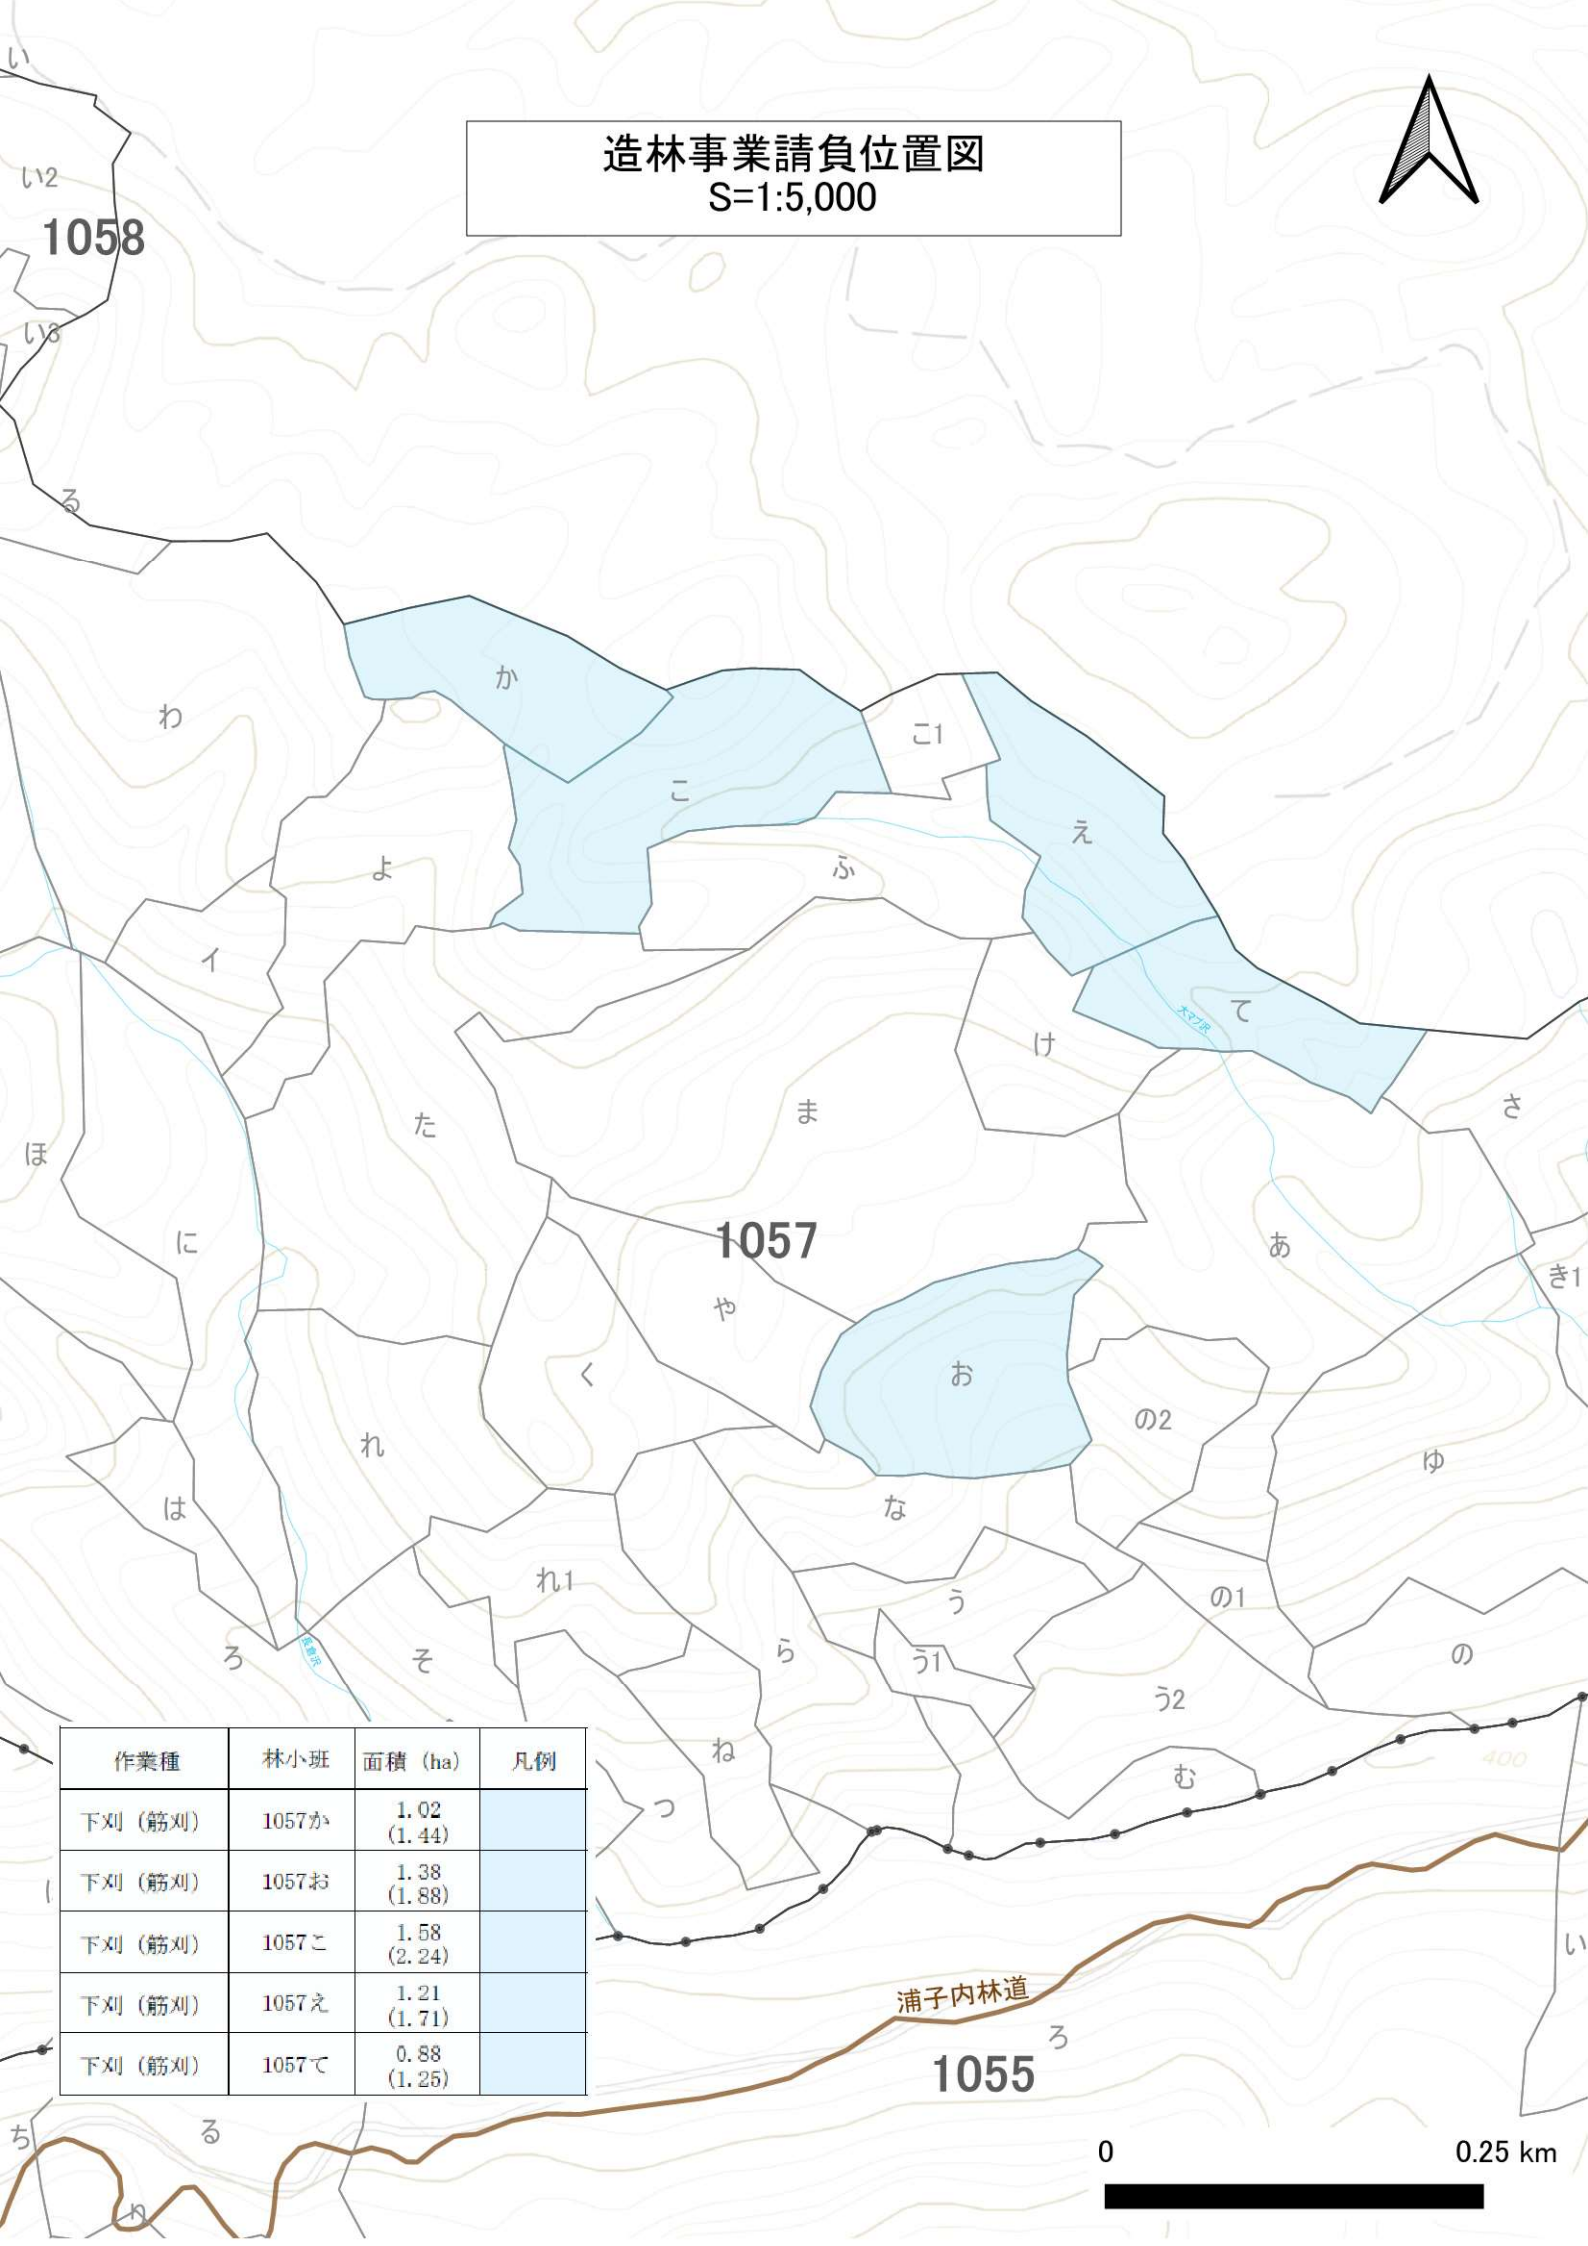 造林事業請負位置図
S=1:5,000
い
い2
1058
い3
る
か
わ
こ1
こ
え
よ
ふ
イ
て
大マブ沢
け
ま
さ
た
ほ
に
1057
あ
き1
や
お
く
の2
れ
ゆ
は
な
れ1
の1
う
ろ
長倉沢
そ
ら
う1
の
う2
ね
む
つ
400
作業種 林小班 面積 (ha) 凡例
下刈 (筋刈) 1057か 1.02
(1.44)
下刈 (筋刈) 1057お 1.38
(1.88)
下刈 (筋刈) 1057こ 1.58
(2.24)
下刈 (筋刈) 1057え 1.21
(1.71)
下刈 (筋刈) 1057て 0.88
(1.25)
い
浦子内林道
ろ
1055
ち
る
り
0 0.25 km